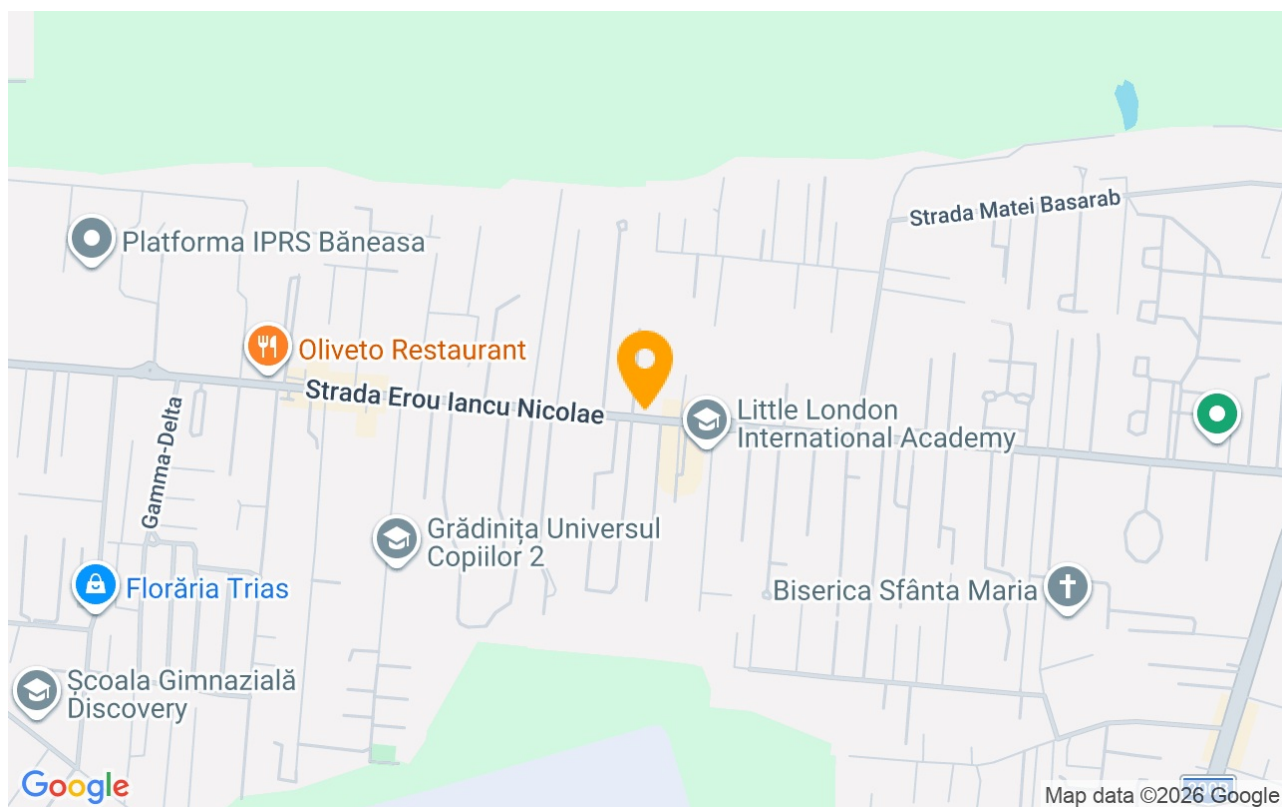 Strada Matei Basarab
Platforma IPRS Băneasa
Oliveto Restaurant
Strada Erou Iancu Nicolae
Little London
International Academy
Gamma-Delta
Grădinița Universul
Copiilor 2
Florăria Trias
Biserica Sfânta Maria
Școala Gimnazială
Discovery
Google
Map data ©2026 Google